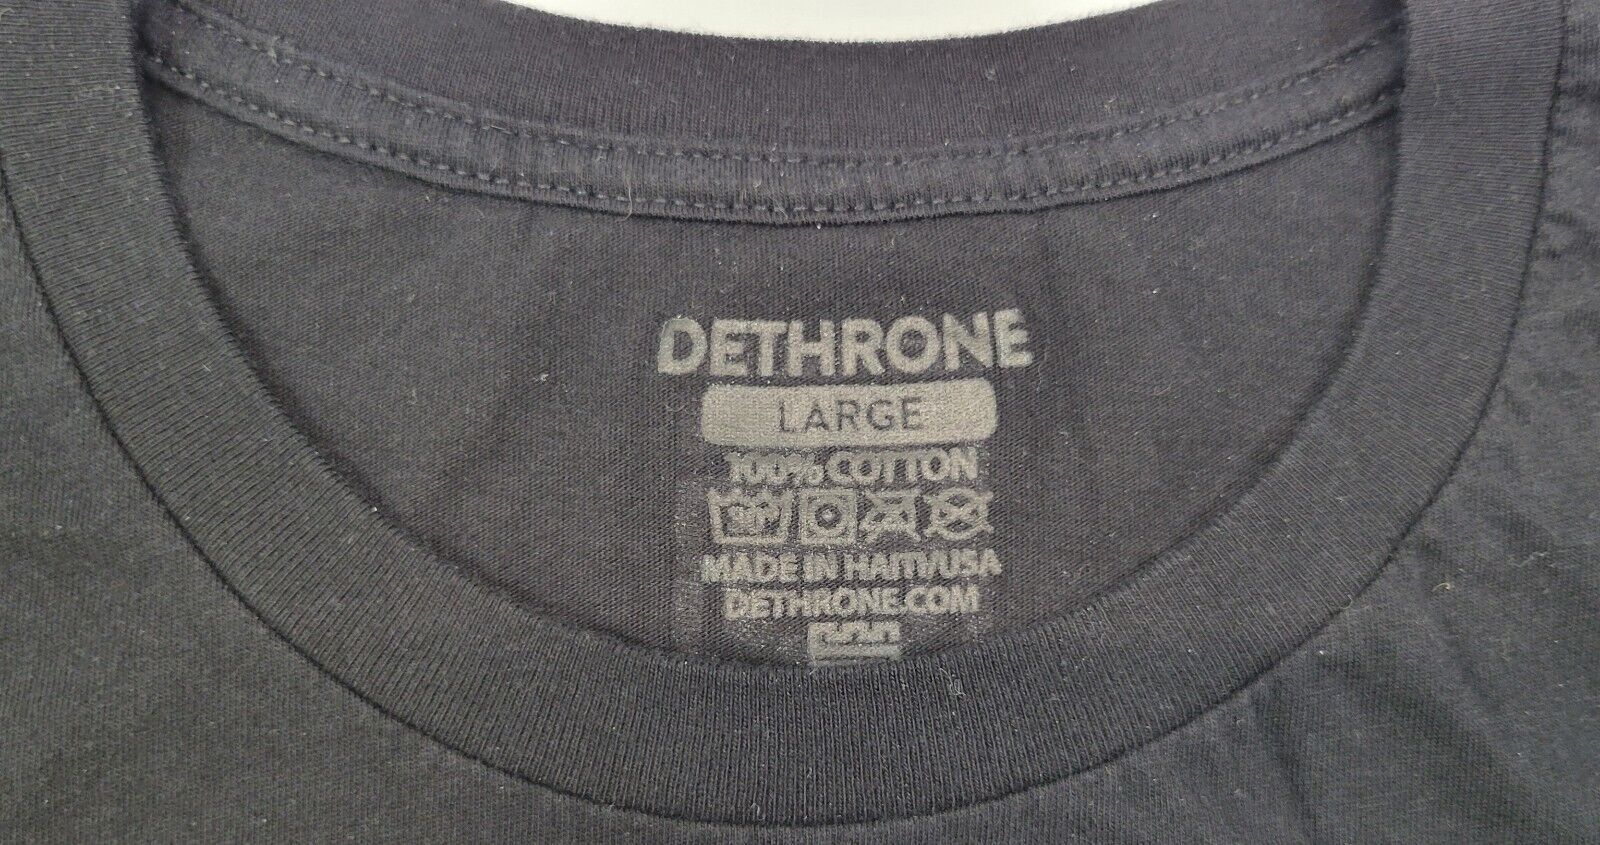 DETHRONE
LARGE
100% COTTON
MADE IN HAITI/USA
DETHRONE.COM